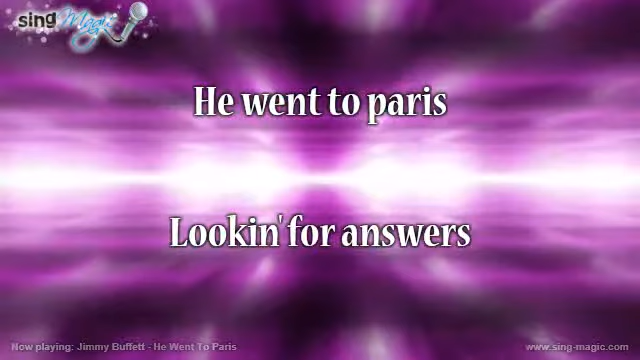 sing Magic
He went to paris
Lookin' for answers
Now playing: Jimmy Buffett - He Went To Paris
www.sing-magic.com